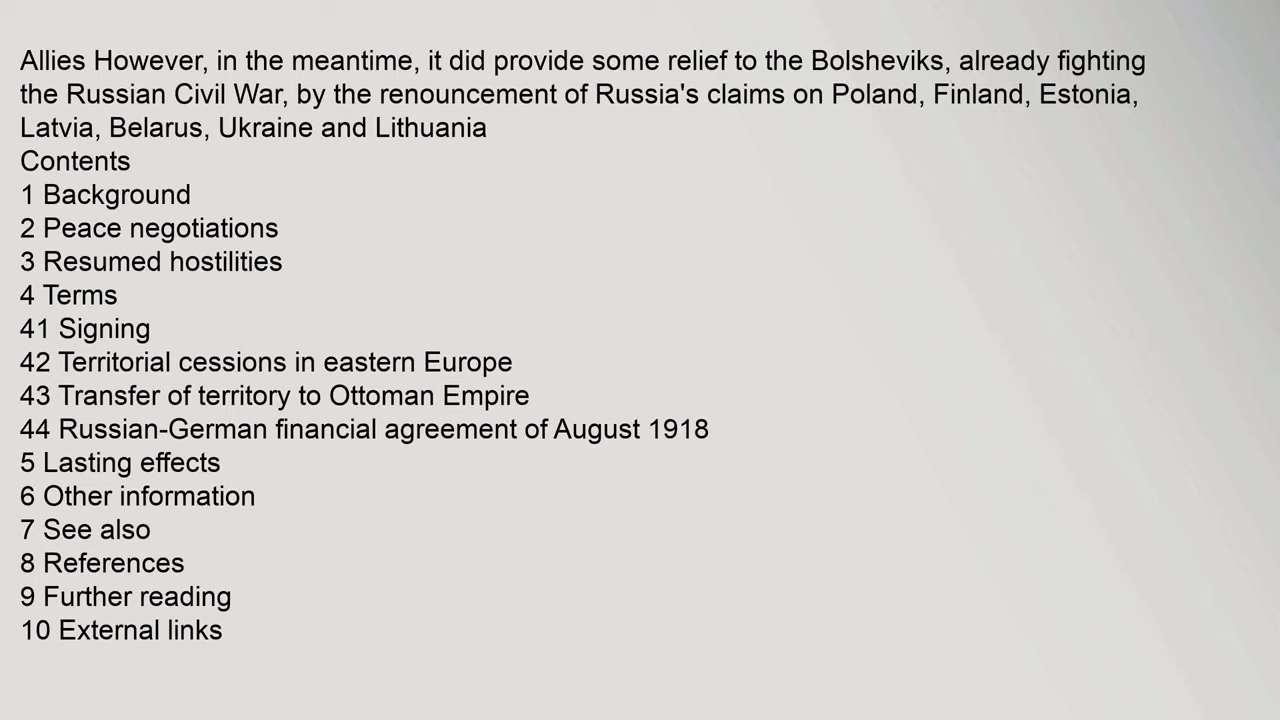 Allies However, in the meantime, it did provide some relief to the Bolsheviks, already fighting
the Russian Civil War, by the renouncement of Russia's claims on Poland, Finland, Estonia,
Latvia, Belarus, Ukraine and Lithuania
Contents
1 Background
2 Peace negotiations
3 Resumed hostilities
4 Terms
41 Signing
42 Territorial cessions in eastern Europe
43 Transfer of territory to Ottoman Empire
44 Russian-German financial agreement of August 1918
5 Lasting effects
6 Other information
7 See also
8 References
9 Further reading
10 External links